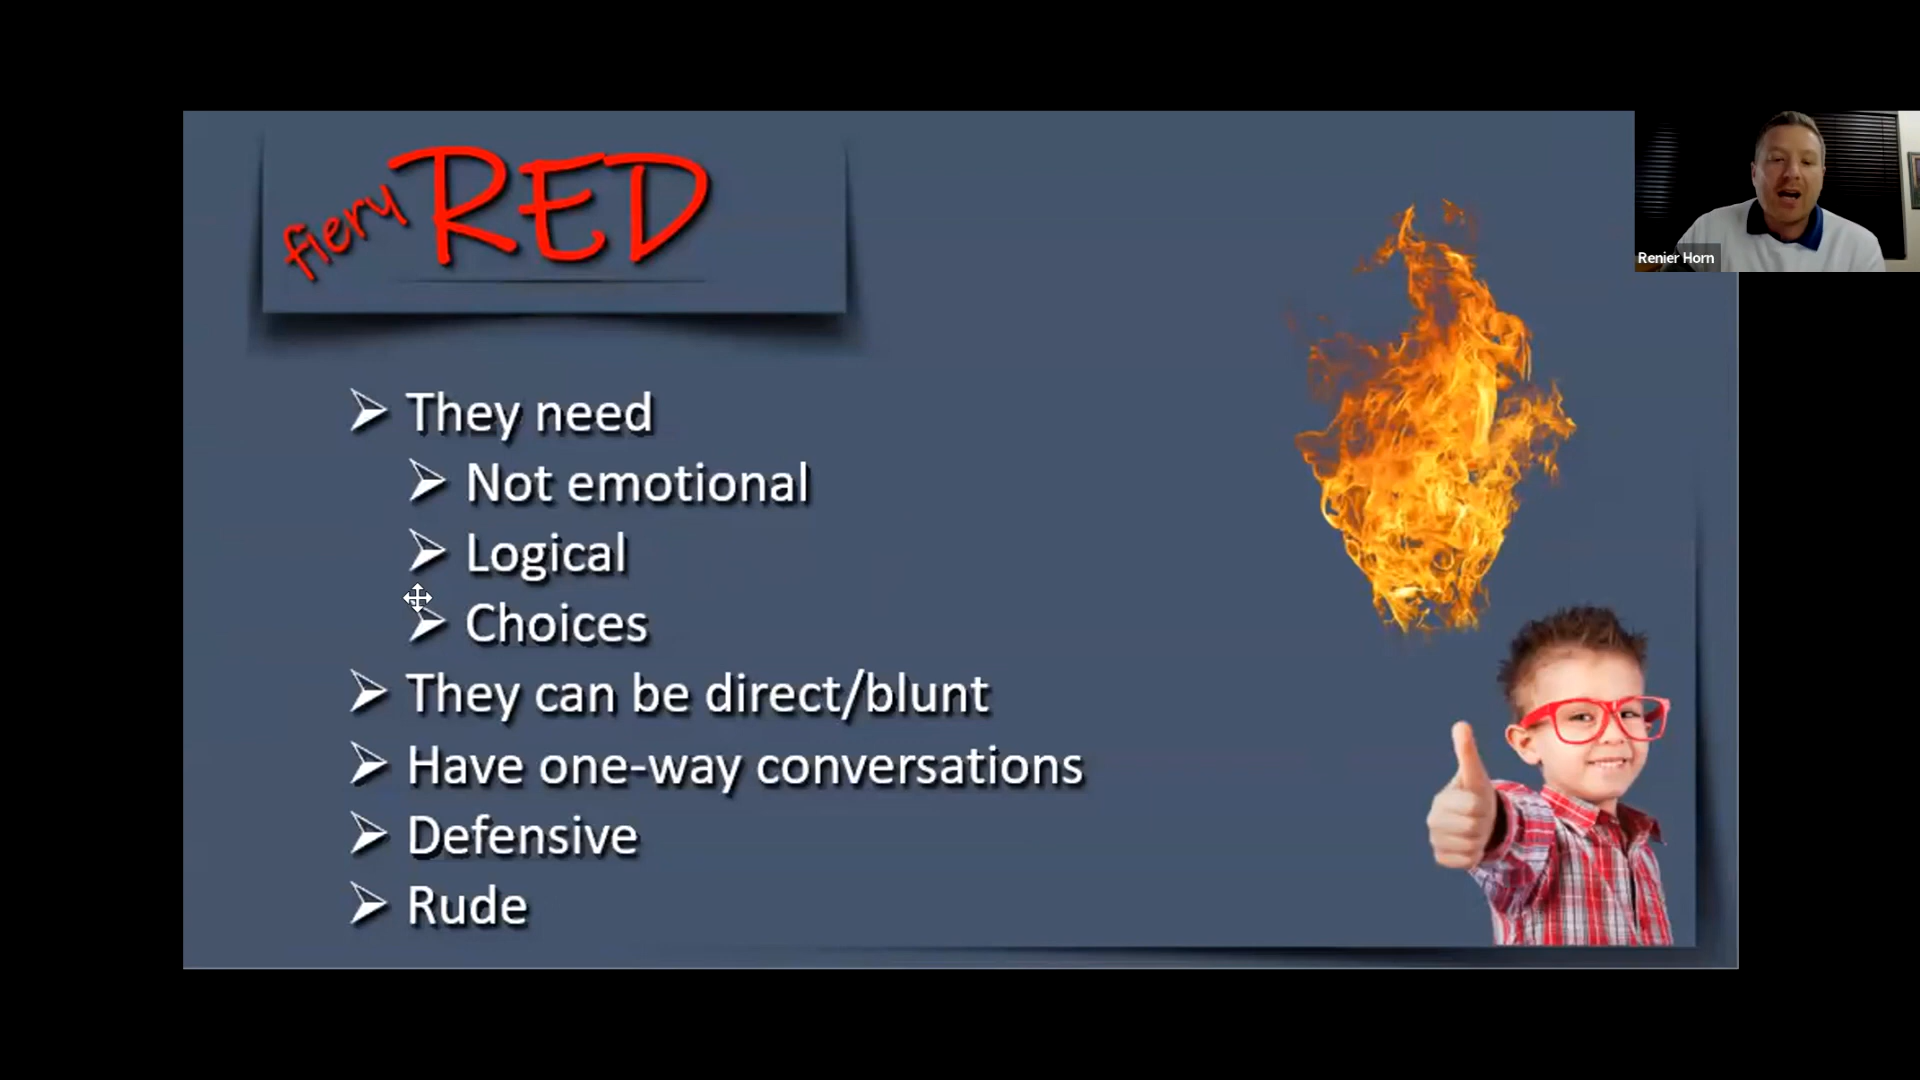 fiery RED
Renier Horn
They need
Not emotional
Logical
Choices
They can be direct/blunt
Have one-way conversations
Defensive
Rude